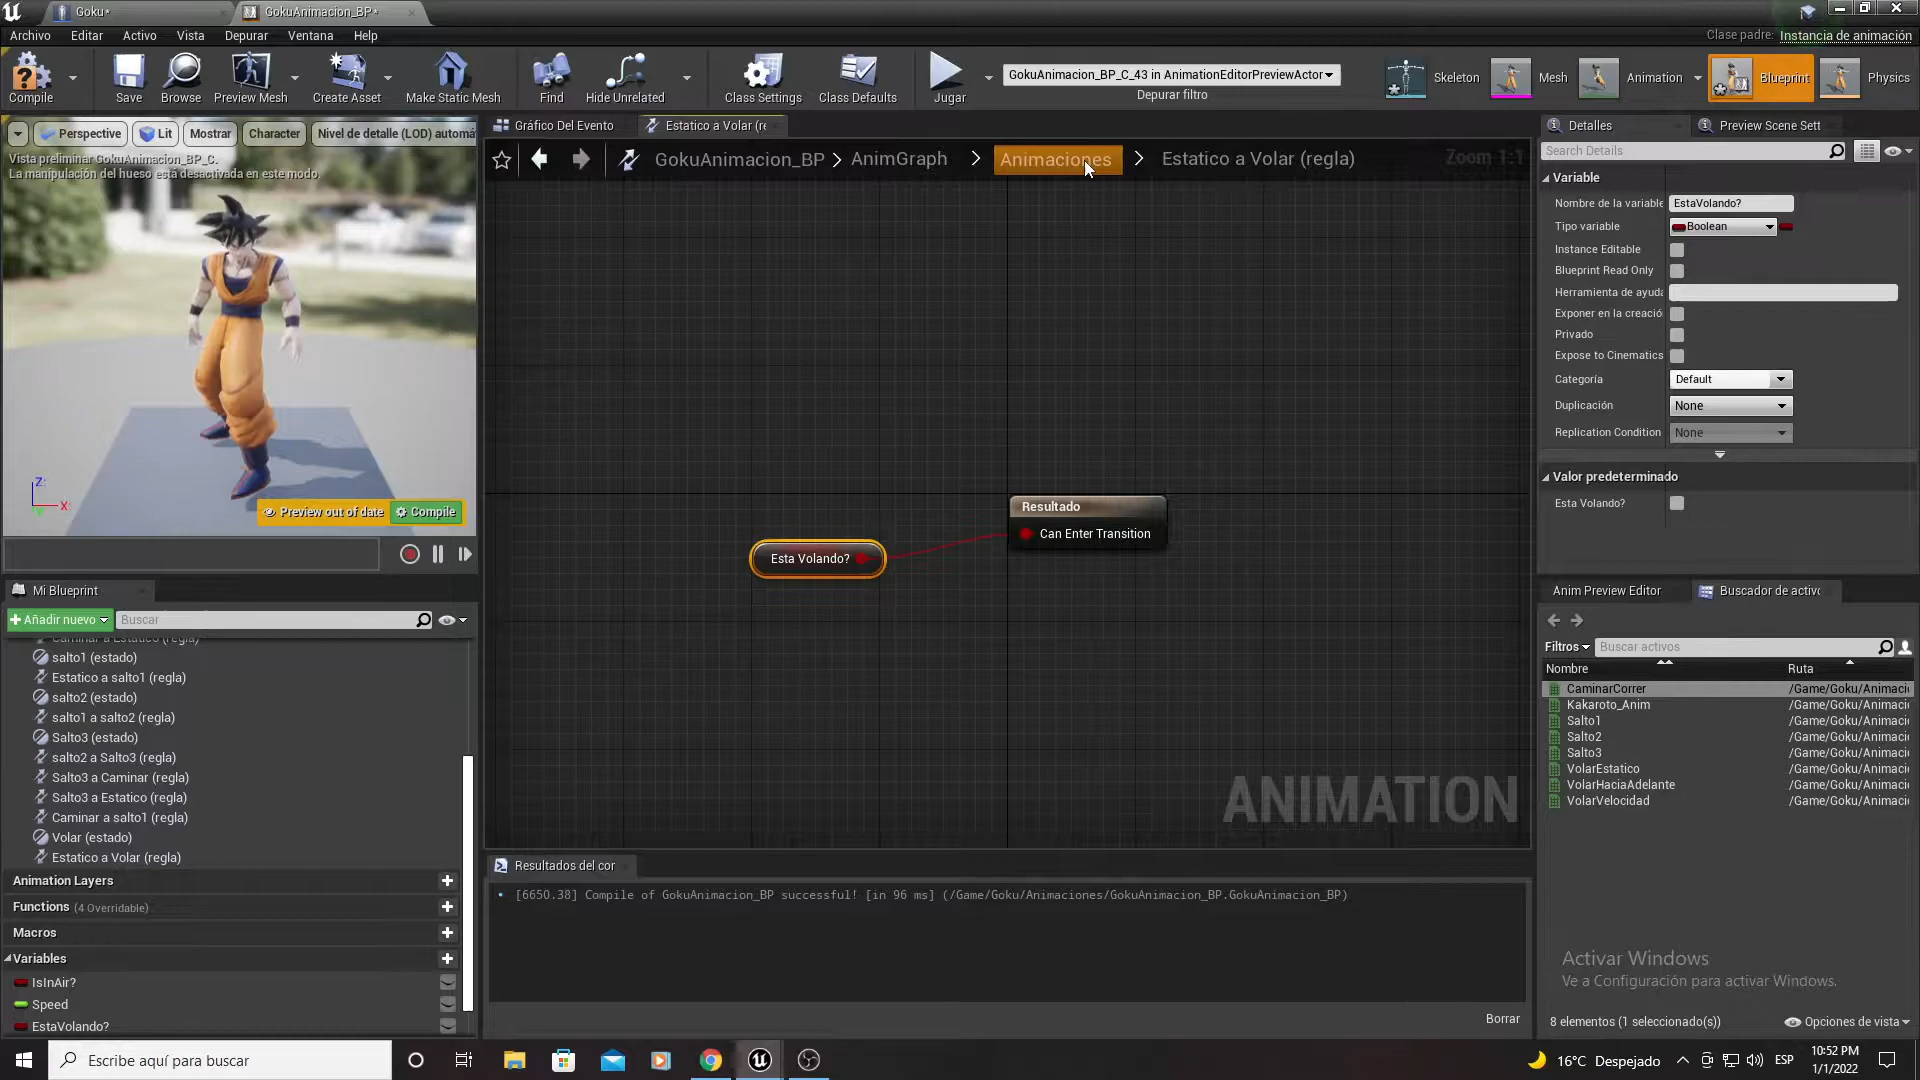 Goku*
GokuAnimacion_BP*
Archivo Editar Activo Vista Depurar Ventana Help
Clase padre: Instancia de animación
Compile
Save
Browse
Preview Mesh
Create Asset
Make Static Mesh
Find
Hide Unrelated
Class Settings
Class Defaults
Jugar
GokuAnimacion_BP_C_43 in AnimationEditorPreviewActor
Depurar filtro
Skeleton
Mesh
Animation
Blueprint
Physics
Perspective
Lit
Mostrar
Character
Nivel de detalle (LOD) automá
Vista preliminar GokuAnimacion_BP_C.
La manipulación del hueso está desactivada en este modo.
Z
X
Preview out of date
Compile
Gráfico Del Evento
Estatico a Volar (re
GokuAnimacion_BP > AnimGraph > Animaciones > Estatico a Volar (regla)
Zoom 1:1
Esta Volando?
Resultado
Can Enter Transition
ANIMATION
Mi Blueprint
Añadir nuevo
Buscar
Caminar a Estatico (regla)
salto1 (estado)
Estatico a salto1 (regla)
salto2 (estado)
salto1 a salto2 (regla)
Salto3 (estado)
salto2 a Salto3 (regla)
Salto3 a Caminar (regla)
Salto3 a Estatico (regla)
Caminar a salto1 (regla)
Volar (estado)
Estatico a Volar (regla)
Animation Layers
Functions (4 Overridable)
Macros
Variables
IsInAir?
Speed
EstaVolando?
Resultados del cor
[6650.38] Compile of GokuAnimacion_BP successful! [in 96 ms] (/Game/Goku/Animaciones/GokuAnimacion_BP.GokuAnimacion_BP)
Borrar
Detalles
Preview Scene Sett
Search Details
Variable
Nombre de la variable EstaVolando?
Tipo variable Boolean
Instance Editable
Blueprint Read Only
Herramienta de ayuda
Exponer en la creació
Privado
Expose to Cinematics
Categoría Default
Duplicación None
Replication Condition None
Valor predeterminado
Esta Volando?
Anim Preview Editor
Buscador de activo
Filtros
Buscar activos
Nombre Ruta
CaminarCorrer /Game/Goku/Animaci
Kakaroto_Anim /Game/Goku/Animaci
Salto1 /Game/Goku/Animaci
Salto2 /Game/Goku/Animaci
Salto3 /Game/Goku/Animaci
VolarEstatico /Game/Goku/Animaci
VolarHaciaAdelante /Game/Goku/Animaci
VolarVelocidad /Game/Goku/Animaci
Activar Windows
Ve a Configuración para activar Windows.
8 elementos (1 seleccionado(s))
Opciones de vista
Escribe aquí para buscar
16°C Despejado
ESP
10:52 PM
1/1/2022